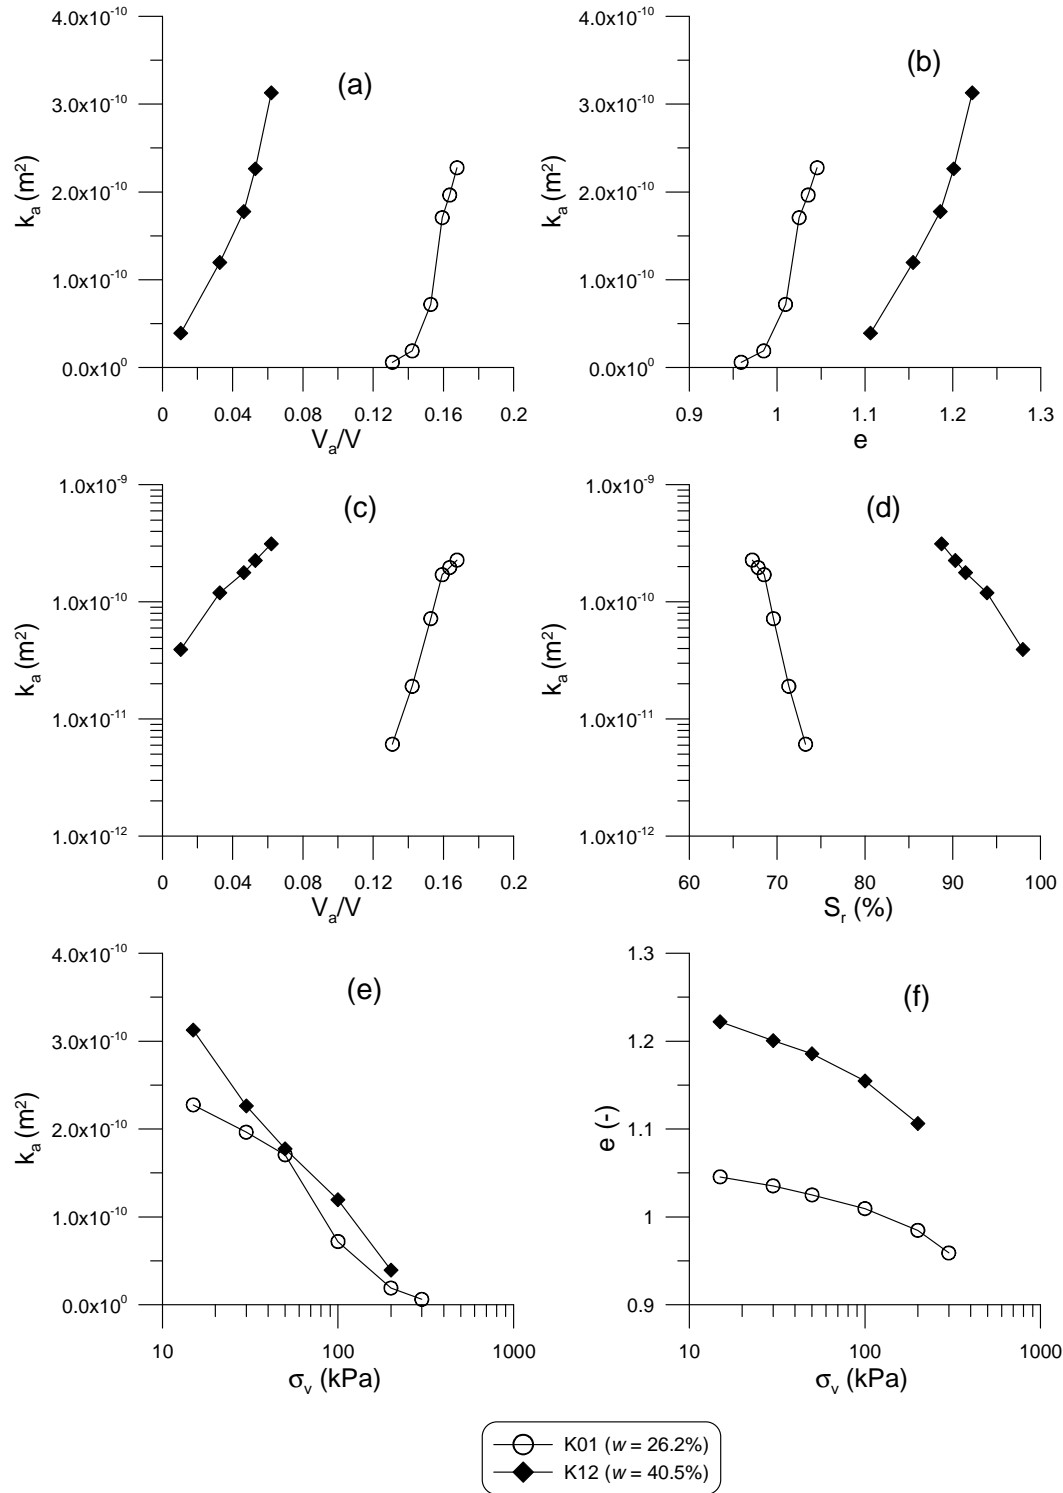 4.0x10⁻¹⁰
3.0x10⁻¹⁰
2.0x10⁻¹⁰
1.0x10⁻¹⁰
0.0x10⁰
kₐ (m²)
(a)
0 0.04 0.08 0.12 0.16 0.2
Vₐ/V
4.0x10⁻¹⁰
3.0x10⁻¹⁰
2.0x10⁻¹⁰
1.0x10⁻¹⁰
0.0x10⁰
kₐ (m²)
(b)
0.9 1 1.1 1.2 1.3
e
1.0x10⁻⁹
1.0x10⁻¹⁰
1.0x10⁻¹¹
1.0x10⁻¹²
kₐ (m²)
(c)
0 0.04 0.08 0.12 0.16 0.2
Vₐ/V
1.0x10⁻⁹
1.0x10⁻¹⁰
1.0x10⁻¹¹
1.0x10⁻¹²
kₐ (m²)
(d)
60 70 80 90 100
Sᵣ (%)
4.0x10⁻¹⁰
3.0x10⁻¹⁰
2.0x10⁻¹⁰
1.0x10⁻¹⁰
0.0x10⁰
kₐ (m²)
(e)
10 100 1000
σᵥ (kPa)
1.3
1.2
1.1
1
0.9
e (-)
(f)
10 100 1000
σᵥ (kPa)
K01 (w = 26.2%)
K12 (w = 40.5%)